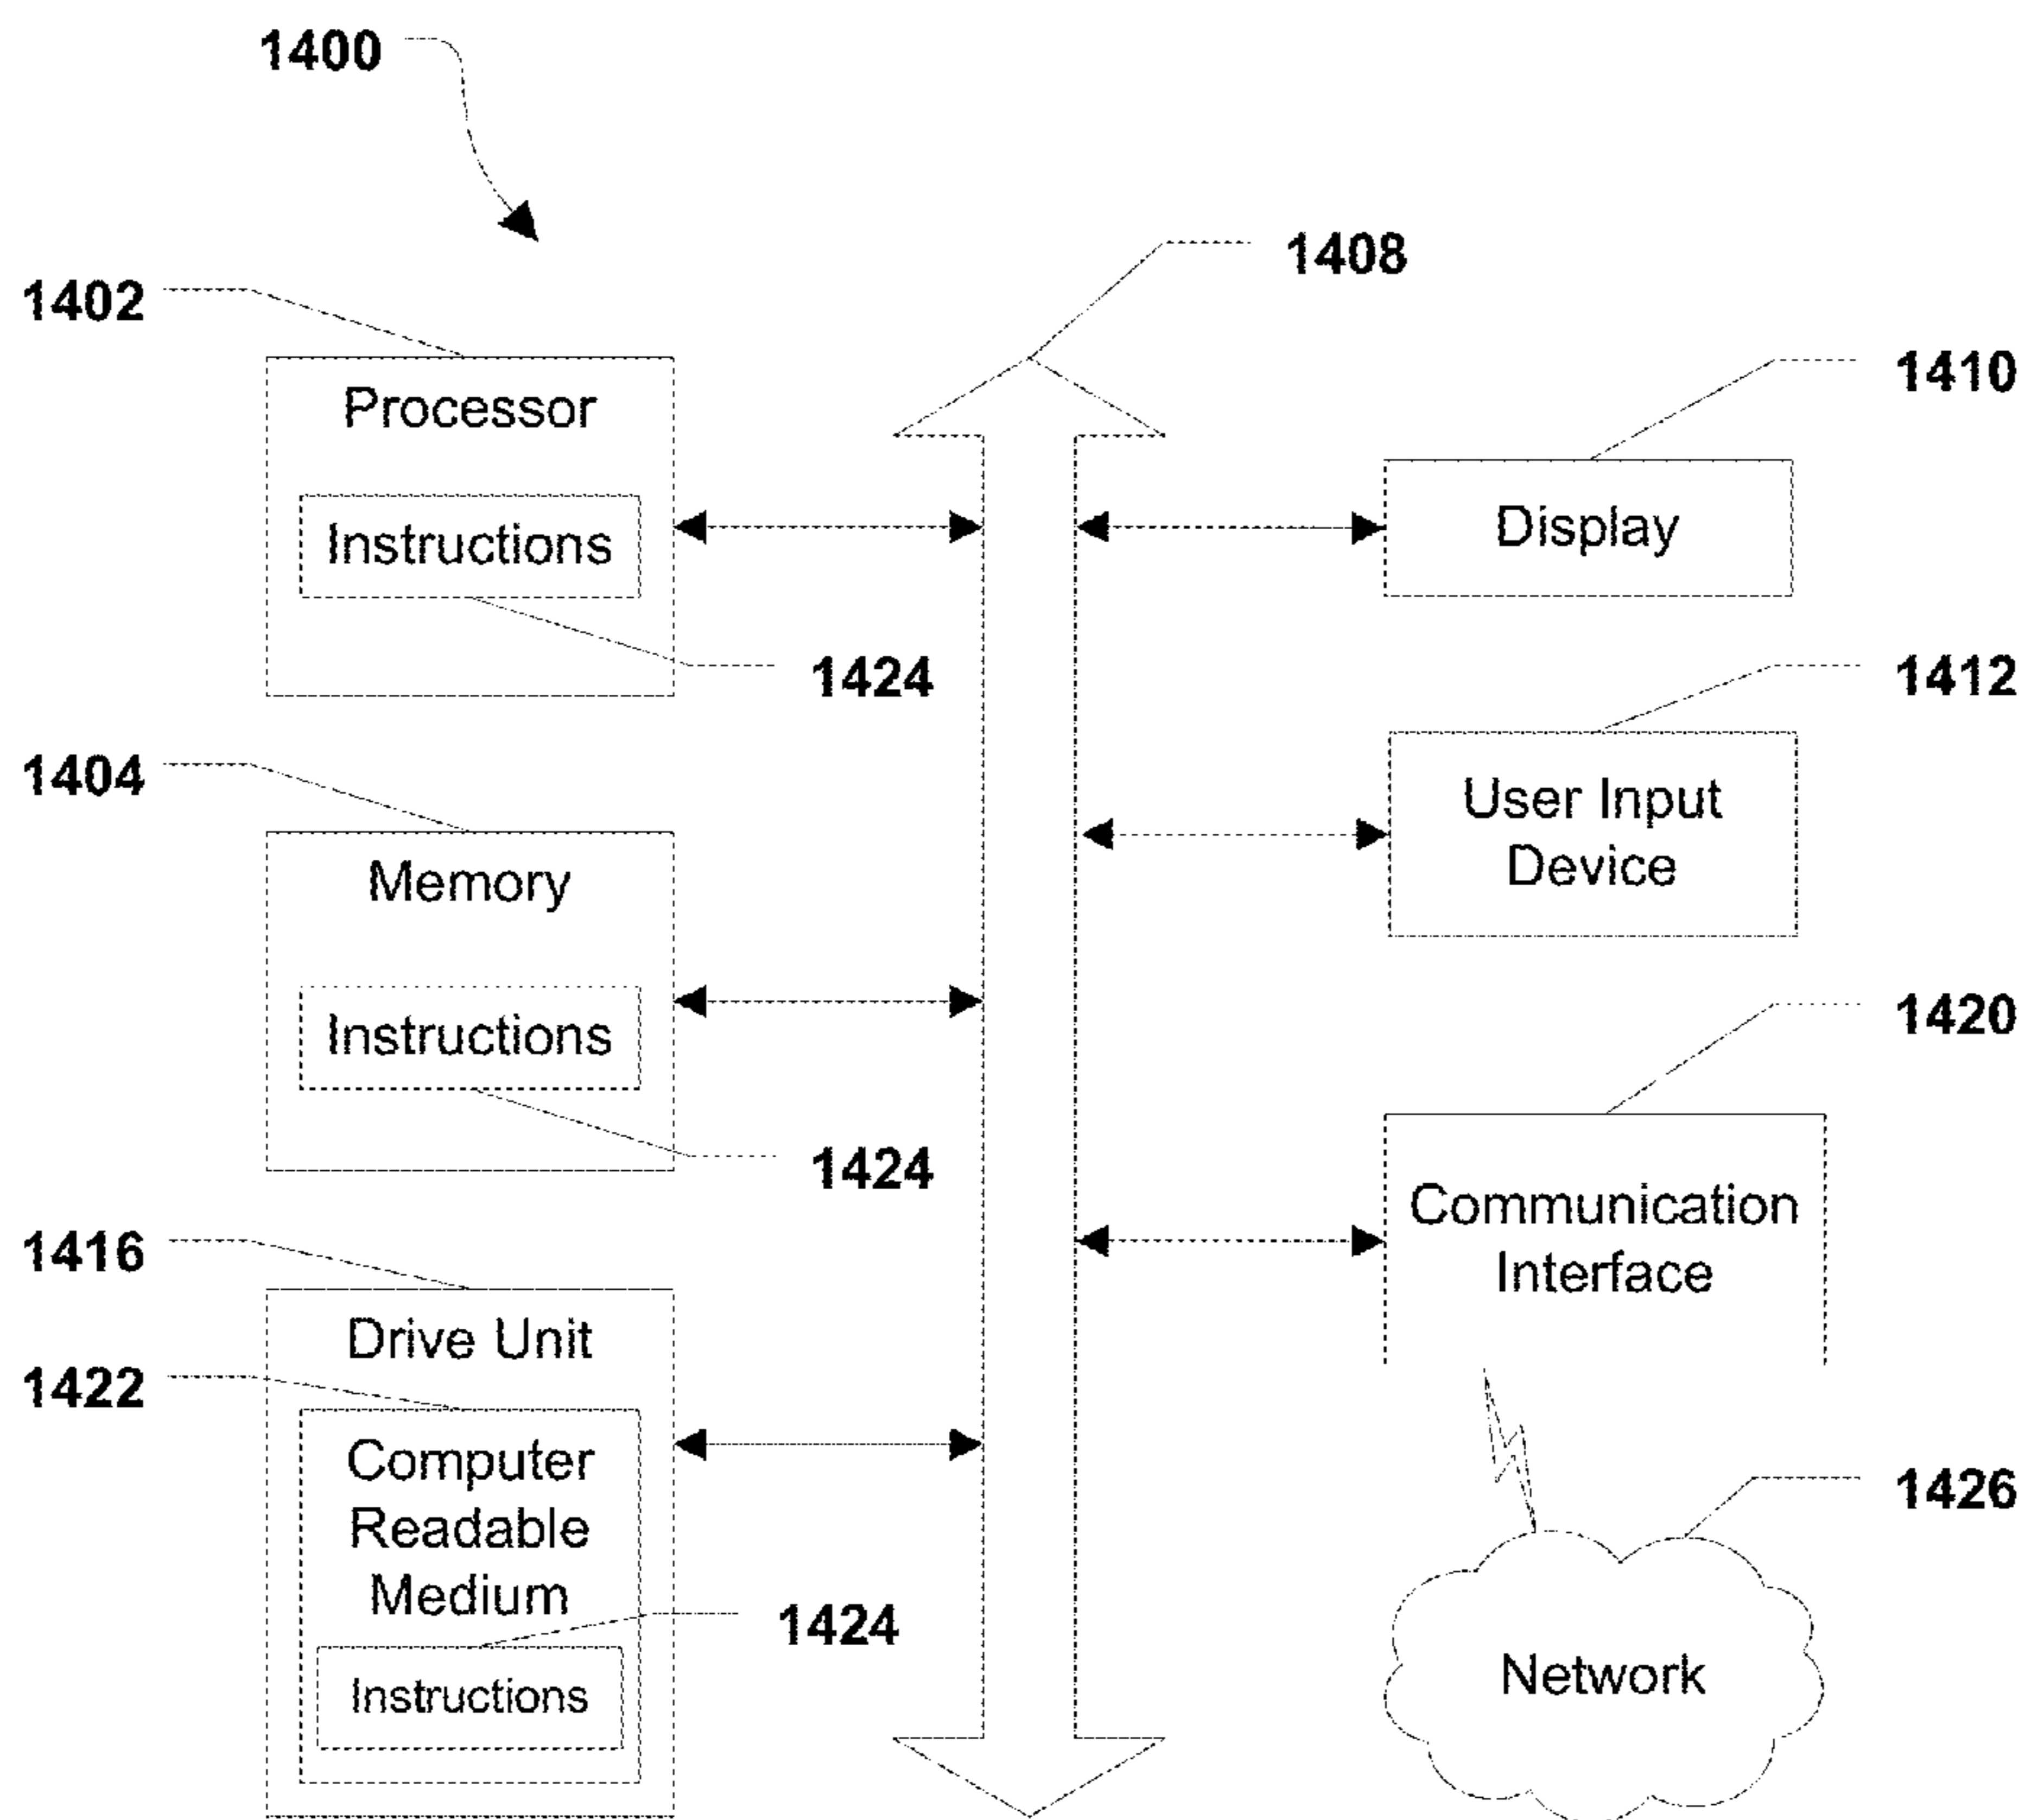 1400
1408
1402
Processor
Instructions
1424
1410
Display
1412
User Input
Device
1404
Memory
Instructions
1424
1420
Communication
Interface
1416
Drive Unit
1422
Computer
Readable
Medium
1424
Instructions
1426
Network